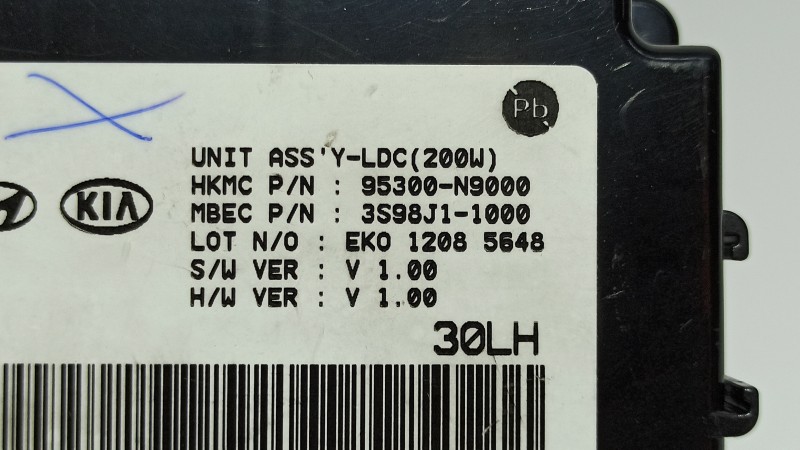 Pb
UNIT ASS'Y-LDC(200W)
HKMC P/N : 95300-N9000
KIA
MBEC P/N : 3S98J1-1000
LOT N/O : EKO 1208 5648
S/W VER : V 1.00
H/W VER : V 1.00
30LH